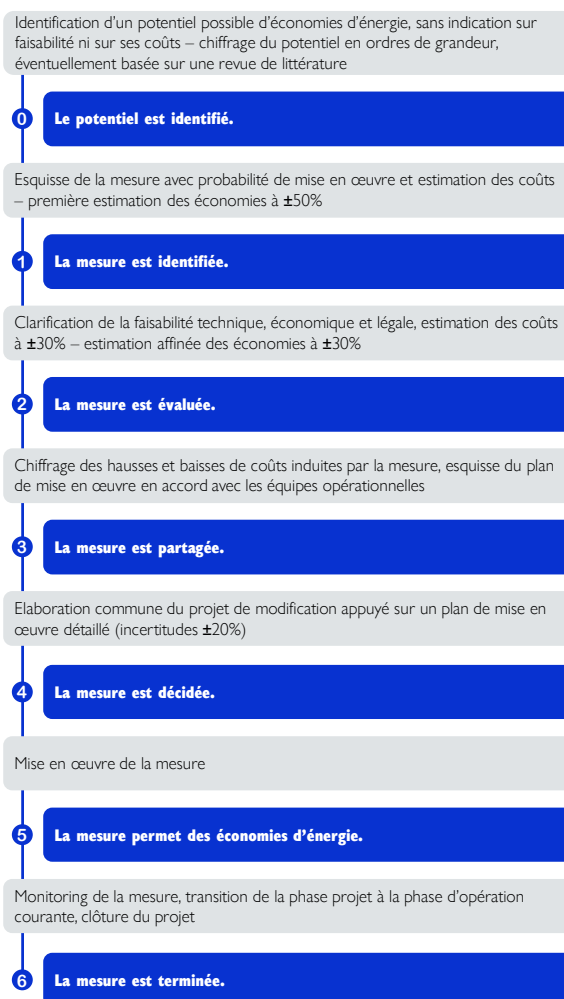 Identification d'un potentiel possible d'économies d'énergie, sans indication sur
faisabilité ni sur ses coûts – chiffrage du potentiel en ordres de grandeur,
éventuellement basée sur une revue de littérature
0 Le potentiel est identifié.
Esquisse de la mesure avec probabilité de mise en œuvre et estimation des coûts
– première estimation des économies à ±50%
1 La mesure est identifiée.
Clarification de la faisabilité technique, économique et légale, estimation des coûts
à ±30% – estimation affinée des économies à ±30%
2 La mesure est évaluée.
Chiffrage des hausses et baisses de coûts induites par la mesure, esquisse du plan
de mise en œuvre en accord avec les équipes opérationnelles
3 La mesure est partagée.
Elaboration commune du projet de modification appuyé sur un plan de mise en
œuvre détaillé (incertitudes ±20%)
4 La mesure est décidée.
Mise en œuvre de la mesure
5 La mesure permet des économies d'énergie.
Monitoring de la mesure, transition de la phase projet à la phase d'opération
courante, clôture du projet
6 La mesure est terminée.